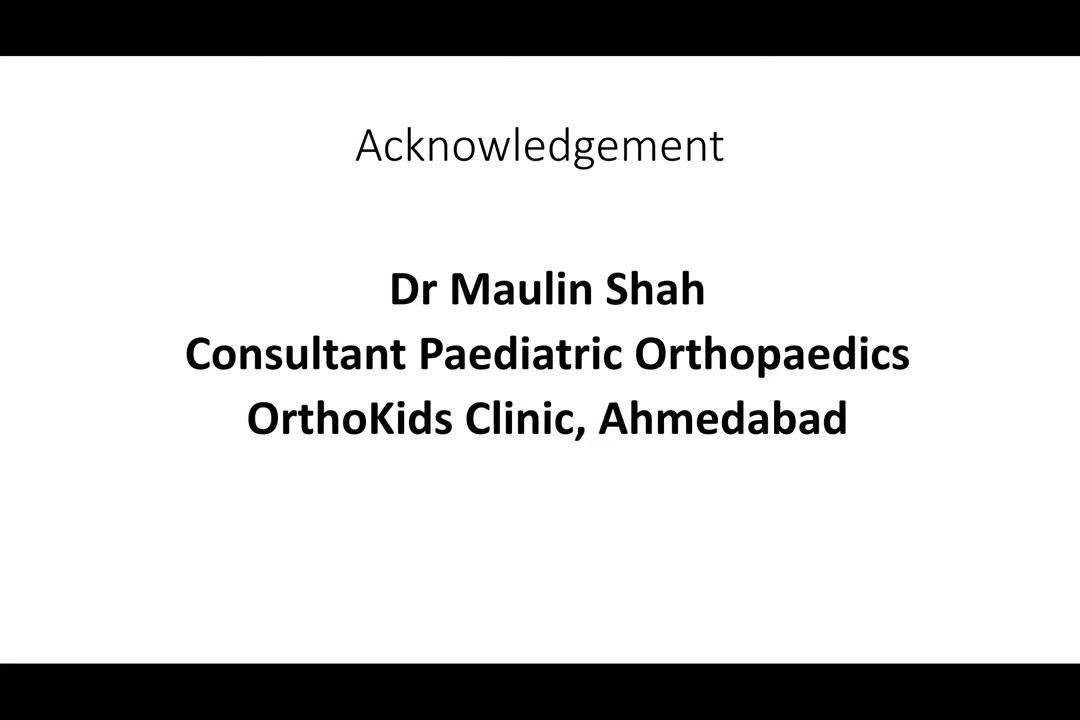 Acknowledgement
Dr Maulin Shah
Consultant Paediatric Orthopaedics
OrthoKids Clinic, Ahmedabad